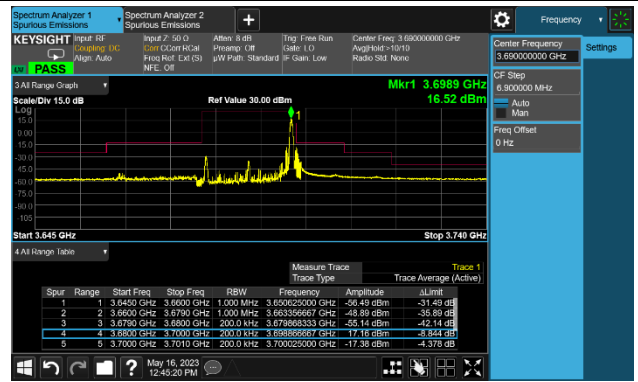 Spectrum Analyzer 1
Spurious Emissions
Spectrum Analyzer 2
Spurious Emissions
Frequency
KEYSIGHT
Input: RF
Coupling: DC
Align: Auto
Input Z: 50 Ω
Corr CCorr RCal
Freq Ref: Ext (S)
NFE: Off
Atten: 8 dB
Preamp: Off
µW Path: Standard
Trig: Free Run
Gate: LO
IF Gain: Low
Center Freq: 3.690000000 GHz
Avg|Hold:>10/10
Radio Std: None
LW PASS
Center Frequency
3.690000000 GHz
Settings
CF Step
6.900000 MHz
Auto
Man
Freq Offset
0 Hz
3 All Range Graph
Mkr1 3.6989 GHz
16.52 dBm
Scale/Div 15.0 dB
Ref Value 30.00 dBm
Log
15.0
0.00
-15.0
-30.0
-45.0
-60.0
-75.0
-90.0
-105
1
Start 3.645 GHz
Stop 3.740 GHz
4 All Range Table
Measure Trace Trace 1
Trace Type Trace Average (Active)
Spur Range Start Freq Stop Freq RBW Frequency Amplitude ΔLimit
1 1 3.6450 GHz 3.6600 GHz 1.000 MHz 3.650625000 GHz -56.49 dBm -31.49 dB
2 2 3.6600 GHz 3.6790 GHz 1.000 MHz 3.663356667 GHz -48.89 dBm -35.89 dB
3 3 3.6790 GHz 3.6800 GHz 200.0 kHz 3.679868333 GHz -55.14 dBm -42.14 dB
4 4 3.6800 GHz 3.7000 GHz 200.0 kHz 3.698866667 GHz 17.16 dBm -8.844 dB
5 5 3.7000 GHz 3.7010 GHz 200.0 kHz 3.700025000 GHz -17.38 dBm -4.378 dB
May 16, 2023
12:45:20 PM